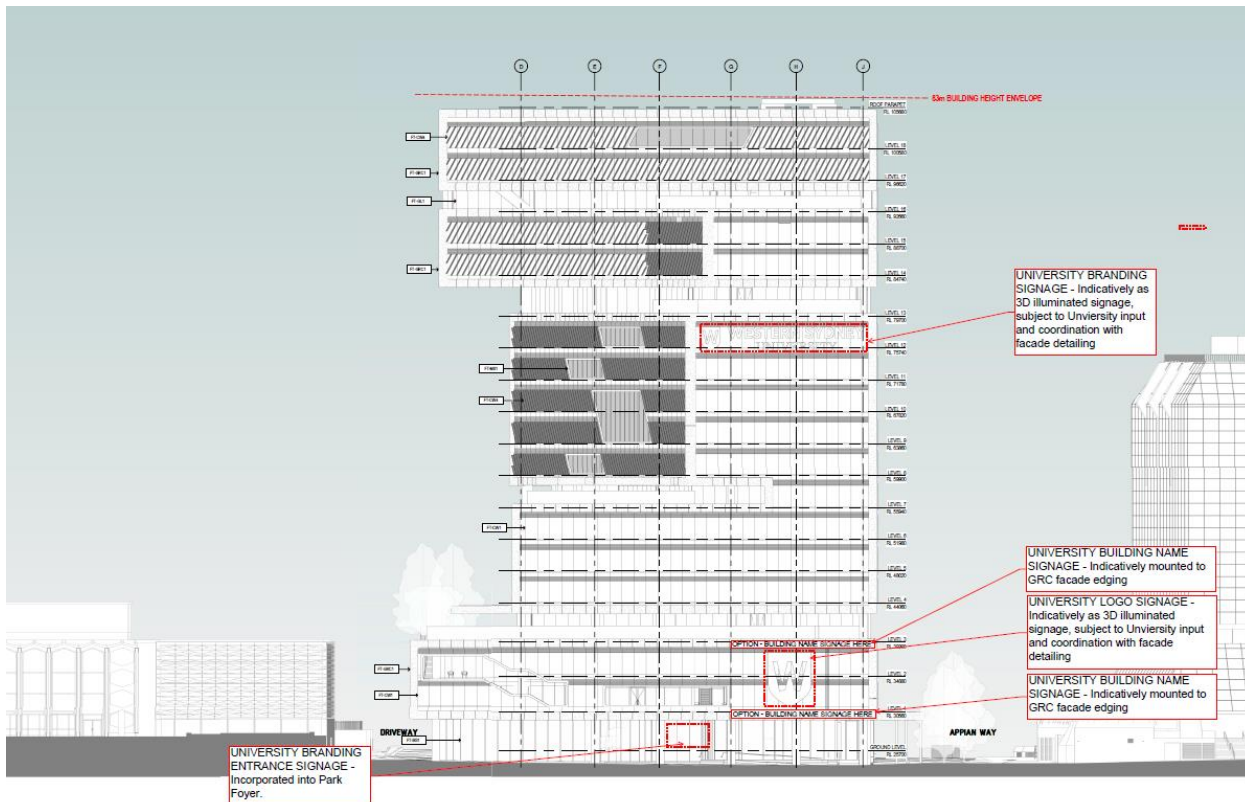 D E F G H J
83m BUILDING HEIGHT ENVELOPE
ROOF PARAPET
LEVEL 18
LEVEL 17
LEVEL 16
LEVEL 15
LEVEL 14
LEVEL 13
LEVEL 12
LEVEL 11
LEVEL 10
LEVEL 9
LEVEL 8
LEVEL 7
LEVEL 6
LEVEL 5
LEVEL 4
LEVEL 3
LEVEL 2
LEVEL 1
GROUND LEVEL
W WESTERN SYDNEY
UNIVERSITY
UNIVERSITY BRANDING
SIGNAGE - Indicatively as
3D illuminated signage,
subject to Unviersity input
and coordination with
facade detailing
UNIVERSITY BUILDING NAME
SIGNAGE - Indicatively mounted to
GRC facade edging
UNIVERSITY LOGO SIGNAGE -
Indicatively as 3D illuminated
signage, subject to Unviersity input
and coordination with facade
detailing
UNIVERSITY BUILDING NAME
SIGNAGE - Indicatively mounted to
GRC facade edging
OPTION - BUILDING NAME SIGNAGE HERE
W
OPTION - BUILDING NAME SIGNAGE HERE
DRIVEWAY
APPIAN WAY
UNIVERSITY BRANDING
ENTRANCE SIGNAGE -
Incorporated into Park
Foyer.